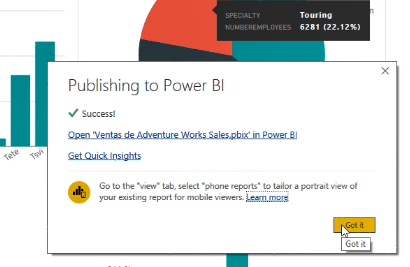 SPECIALTY Touring
NUMBEREMPLOYEES 6281 (22.12%)
Tete
Tsvi
Publishing to Power BI
Success!
Open 'Ventas de Adventure Works Sales.pbix' in Power BI
Get Quick Insights
Go to the "view" tab, select "phone reports" to tailor a portrait view of
your existing report for mobile viewers. Learn more
Got it
Got it